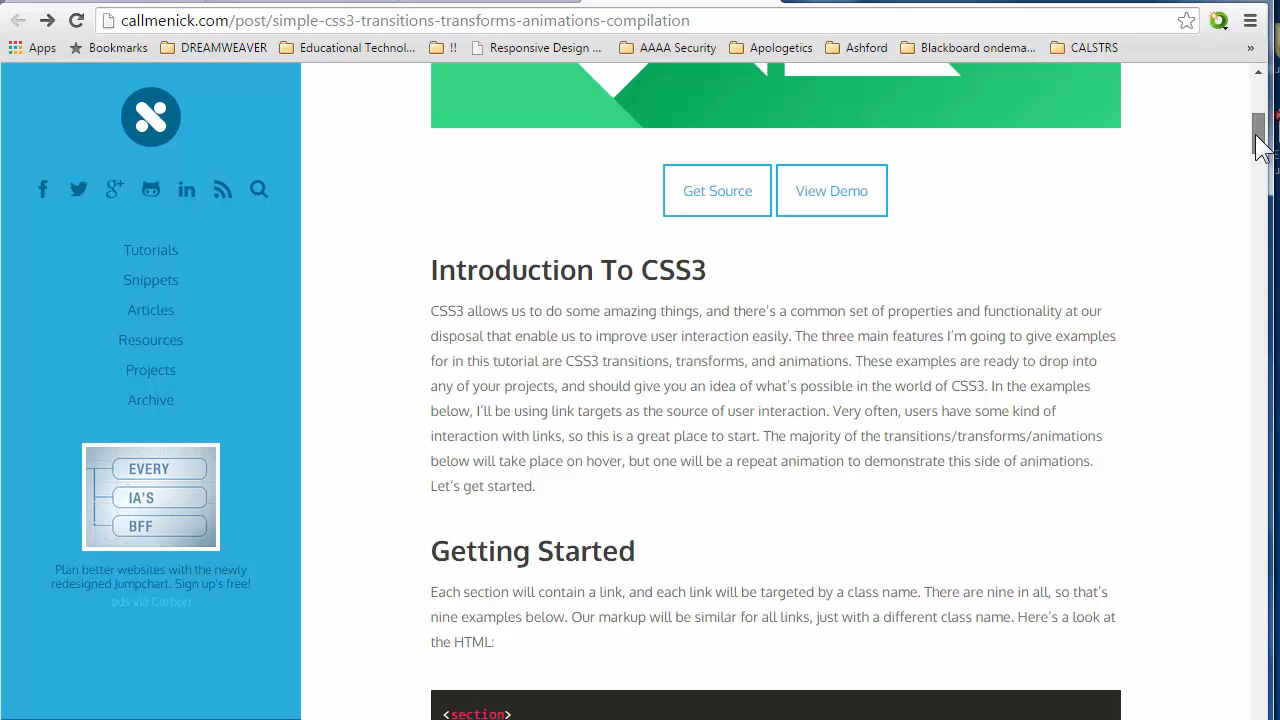 callmenick.com/post/simple-css3-transitions-transforms-animations-compilation
Apps Bookmarks DREAMWEAVER Educational Technol... !! Responsive Design ... AAAA Security Apologetics Ashford Blackboard ondema... CALSTRS »
Tutorials
Snippets
Articles
Resources
Projects
Archive
EVERY
IA'S
BFF
Plan better websites with the newly
redesigned Jumpchart. Sign up's free!
ads via Carbon
Get Source View Demo
Introduction To CSS3
CSS3 allows us to do some amazing things, and there's a common set of properties and functionality at our
disposal that enable us to improve user interaction easily. The three main features I'm going to give examples
for in this tutorial are CSS3 transitions, transforms, and animations. These examples are ready to drop into
any of your projects, and should give you an idea of what's possible in the world of CSS3. In the examples
below, I'll be using link targets as the source of user interaction. Very often, users have some kind of
interaction with links, so this is a great place to start. The majority of the transitions/transforms/animations
below will take place on hover, but one will be a repeat animation to demonstrate this side of animations.
Let's get started.
Getting Started
Each section will contain a link, and each link will be targeted by a class name. There are nine in all, so that's
nine examples below. Our markup will be similar for all links, just with a different class name. Here's a look at
the HTML:
<section>